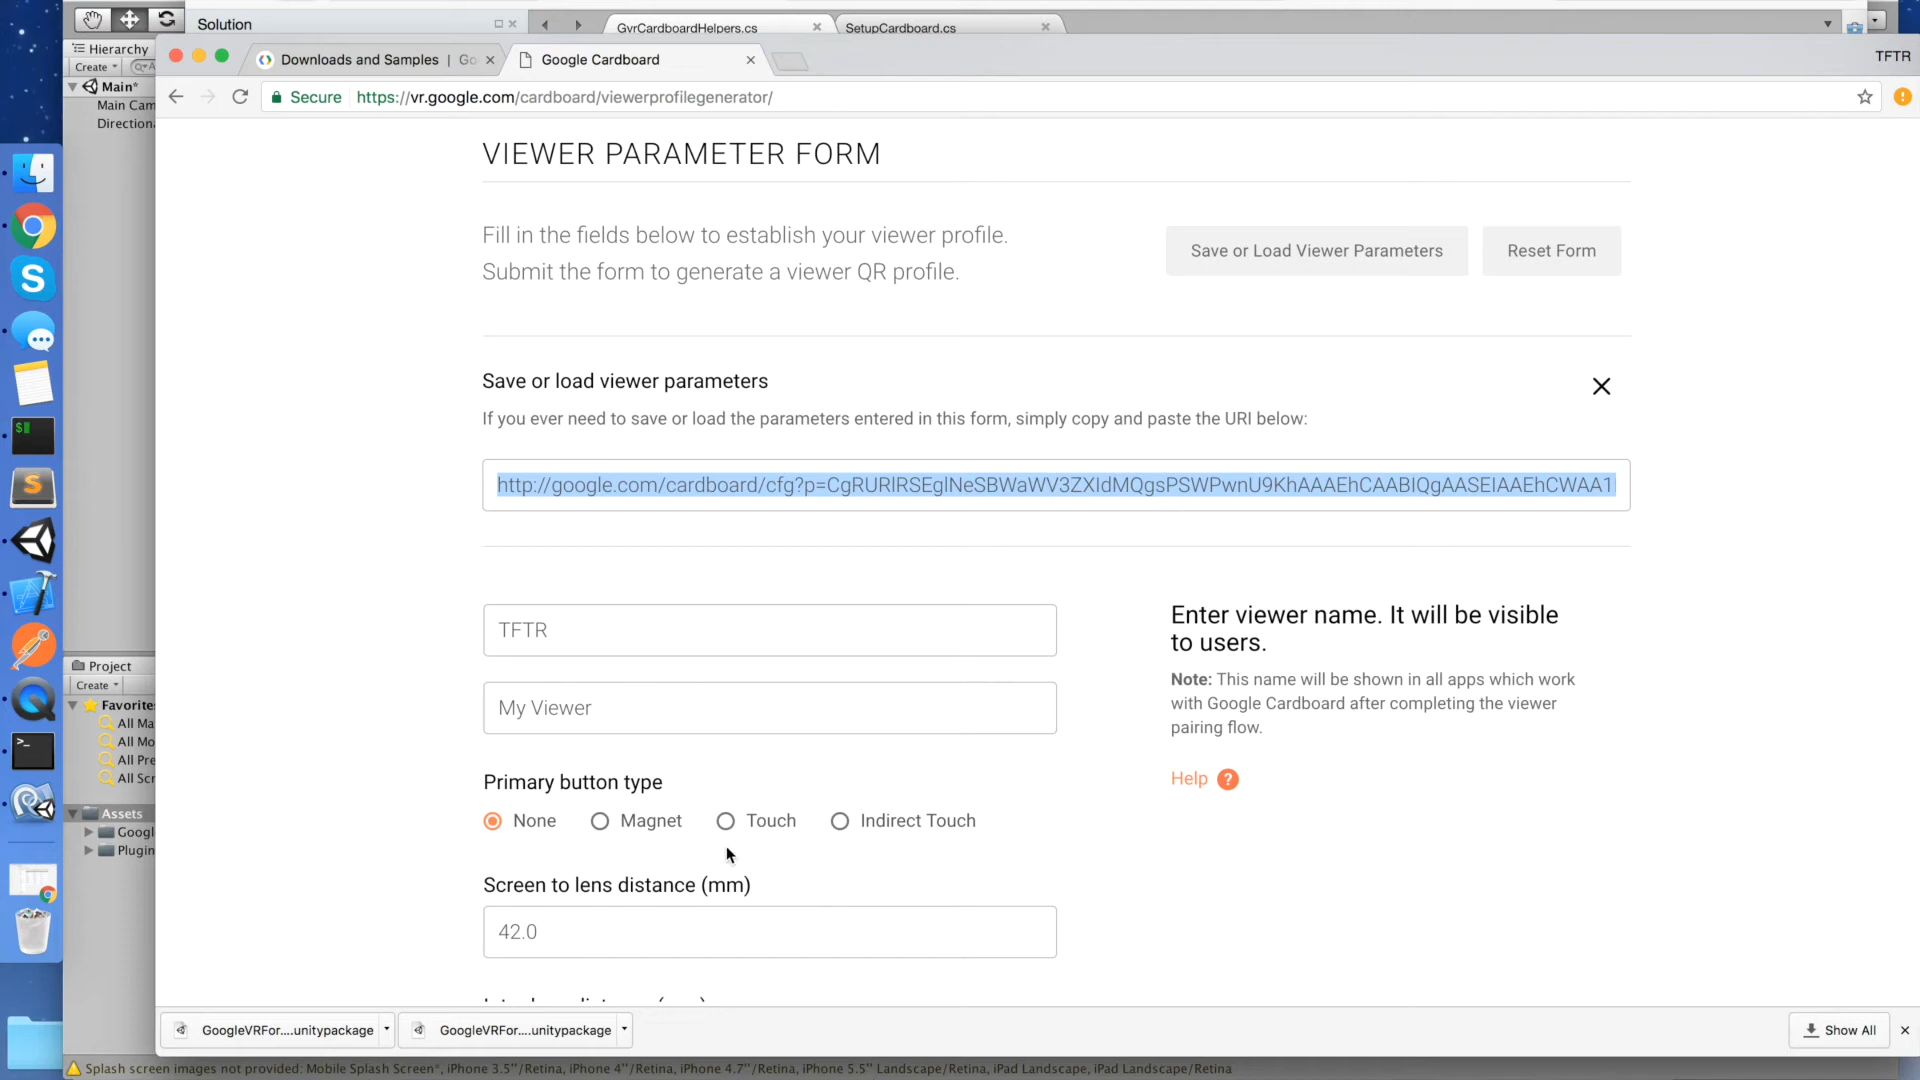 Solution
GvrCardboardHelpers.cs
SetupCardboard.cs
Hierarchy
Create
Main*
Main Cam
Direction
Downloads and Samples | Go
Google Cardboard
TFTR
Secure https://vr.google.com/cardboard/viewerprofilegenerator/
VIEWER PARAMETER FORM
Fill in the fields below to establish your viewer profile.
Submit the form to generate a viewer QR profile.
Save or Load Viewer Parameters
Reset Form
Save or load viewer parameters
If you ever need to save or load the parameters entered in this form, simply copy and paste the URI below:
http://google.com/cardboard/cfg?p=CgRURlRSEglNeSBWaWV3ZXIdMQgsPSWPwnU9KhAAAEhCAABIQgAASEIAAEhCWAA1
TFTR
My Viewer
Enter viewer name. It will be visible
to users.
Note: This name will be shown in all apps which work
with Google Cardboard after completing the viewer
pairing flow.
Help ?
Primary button type
None
Magnet
Touch
Indirect Touch
Screen to lens distance (mm)
42.0
Project
Create
Favorite
All Ma
All Mo
All Pre
All Scr
Assets
Googl
Plugin
GoogleVRFor....unitypackage
GoogleVRFor....unitypackage
Show All
Splash screen images not provided: Mobile Splash Screen*, iPhone 3.5"/Retina, iPhone 4"/Retina, iPhone 4.7"/Retina, iPhone 5.5" Landscape/Retina, iPad Landscape, iPad Landscape/Retina